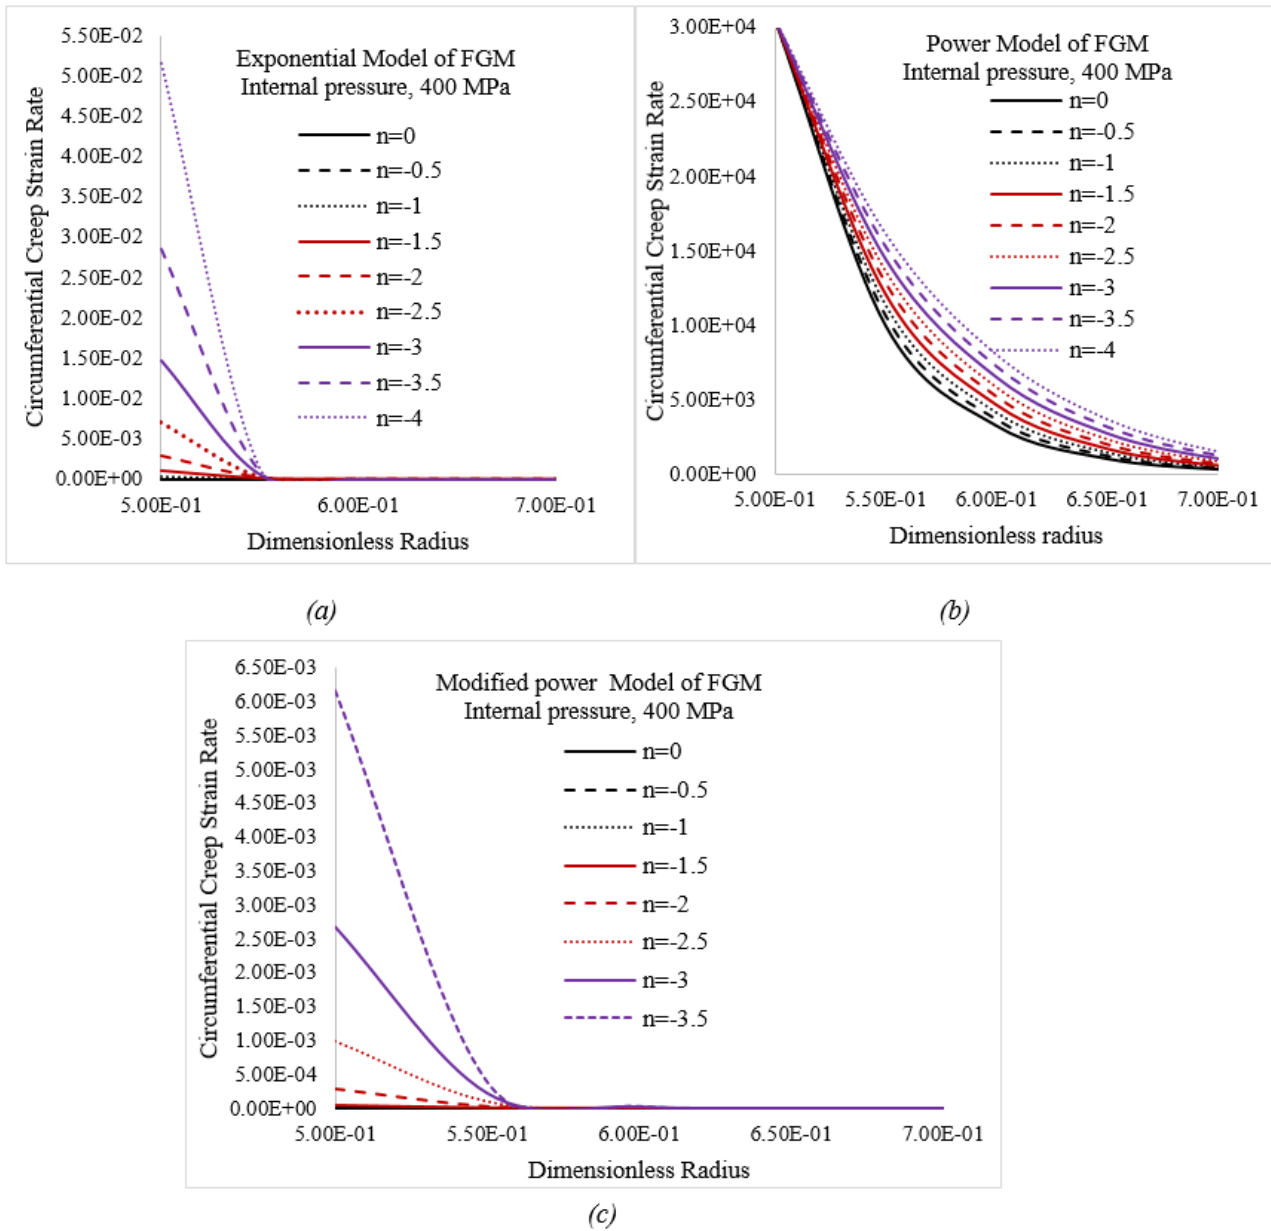 5.50E-02
5.00E-02
4.50E-02
4.00E-02
3.50E-02
3.00E-02
2.50E-02
2.00E-02
1.50E-02
1.00E-02
5.00E-03
0.00E+00
Circumferential Creep Strain Rate
Exponential Model of FGM
Internal pressure, 400 MPa
n=0
n=-0.5
n=-1
n=-1.5
n=-2
n=-2.5
n=-3
n=-3.5
n=-4
5.00E-01 6.00E-01 7.00E-01
Dimensionless Radius
(a)
3.00E+04
2.50E+04
2.00E+04
1.50E+04
1.00E+04
5.00E+03
0.00E+00
Circumferential Creep Strain Rate
Power Model of FGM
Internal pressure, 400 MPa
n=0
n=-0.5
n=-1
n=-1.5
n=-2
n=-2.5
n=-3
n=-3.5
n=-4
5.00E-01 5.50E-01 6.00E-01 6.50E-01 7.00E-01
Dimensionless radius
(b)
6.50E-03
6.00E-03
5.50E-03
5.00E-03
4.50E-03
4.00E-03
3.50E-03
3.00E-03
2.50E-03
2.00E-03
1.50E-03
1.00E-03
5.00E-04
0.00E+00
Circumferential Creep Strain Rate
Modified power Model of FGM
Internal pressure, 400 MPa
n=0
n=-0.5
n=-1
n=-1.5
n=-2
n=-2.5
n=-3
n=-3.5
5.00E-01 5.50E-01 6.00E-01 6.50E-01 7.00E-01
Dimensionless Radius
(c)